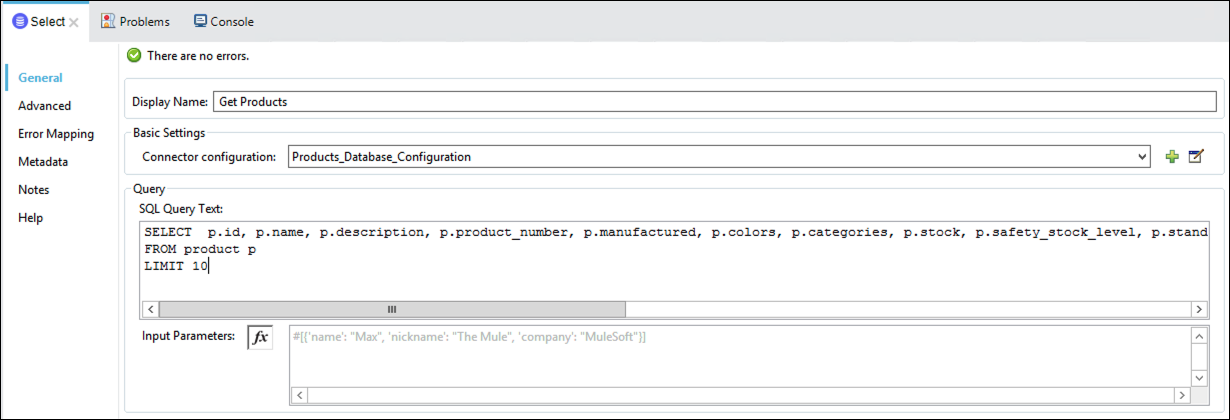 Select Problems Console
There are no errors.
General
Advanced
Error Mapping
Metadata
Notes
Help
Display Name: Get Products
Basic Settings
Connector configuration: Products_Database_Configuration
Query
SQL Query Text:
SELECT  p.id, p.name, p.description, p.product_number, p.manufactured, p.colors, p.categories, p.stock, p.safety_stock_level, p.stand
FROM product p
LIMIT 10
Input Parameters: fx #[{'name': "Max", 'nickname': "The Mule", 'company': "MuleSoft"}]